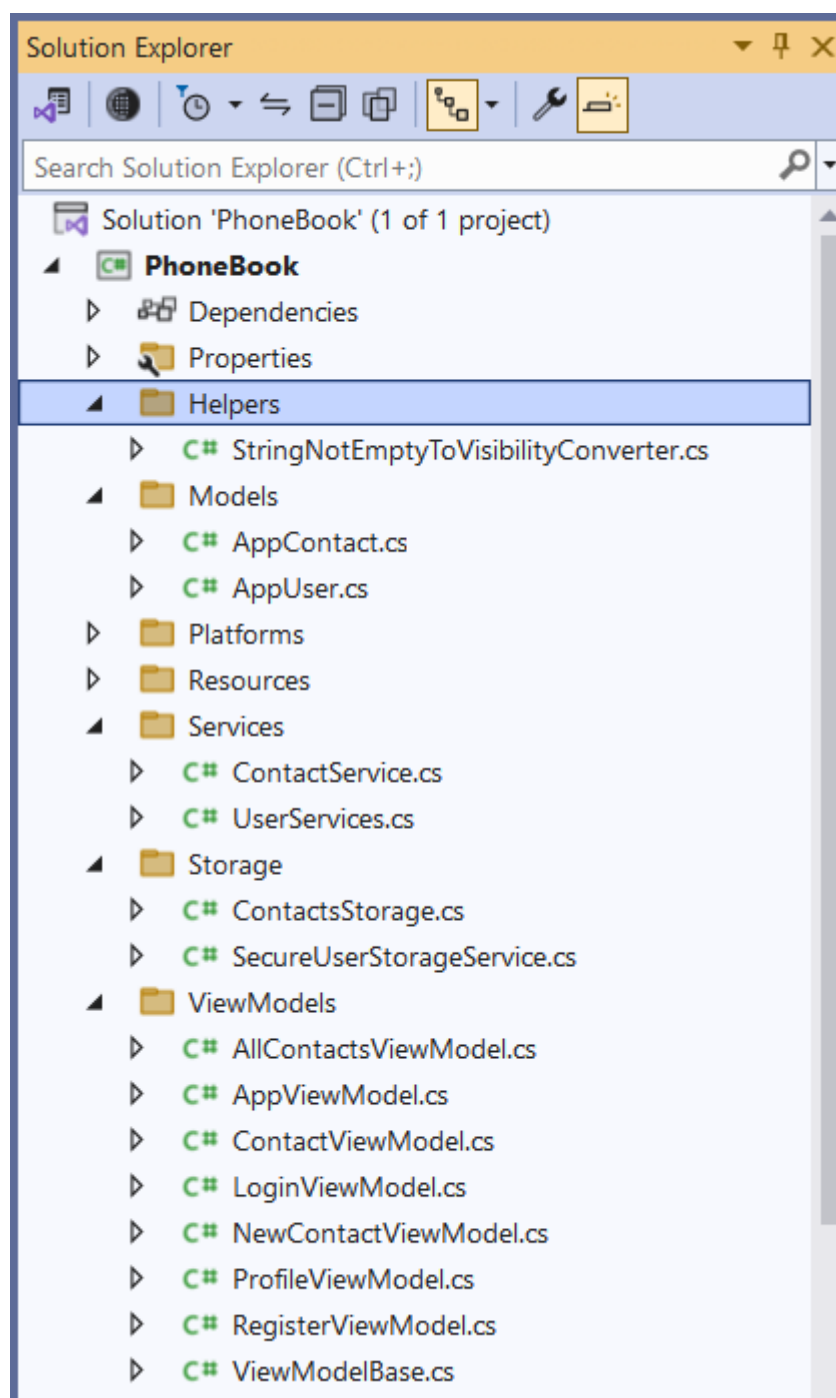 Solution Explorer
Search Solution Explorer (Ctrl+;)
Solution 'PhoneBook' (1 of 1 project)
C# PhoneBook
Dependencies
Properties
Helpers
C# StringNotEmptyToVisibilityConverter.cs
Models
C# AppContact.cs
C# AppUser.cs
Platforms
Resources
Services
C# ContactService.cs
C# UserServices.cs
Storage
C# ContactsStorage.cs
C# SecureUserStorageService.cs
ViewModels
C# AllContactsViewModel.cs
C# AppViewModel.cs
C# ContactViewModel.cs
C# LoginViewModel.cs
C# NewContactViewModel.cs
C# ProfileViewModel.cs
C# RegisterViewModel.cs
C# ViewModelBase.cs